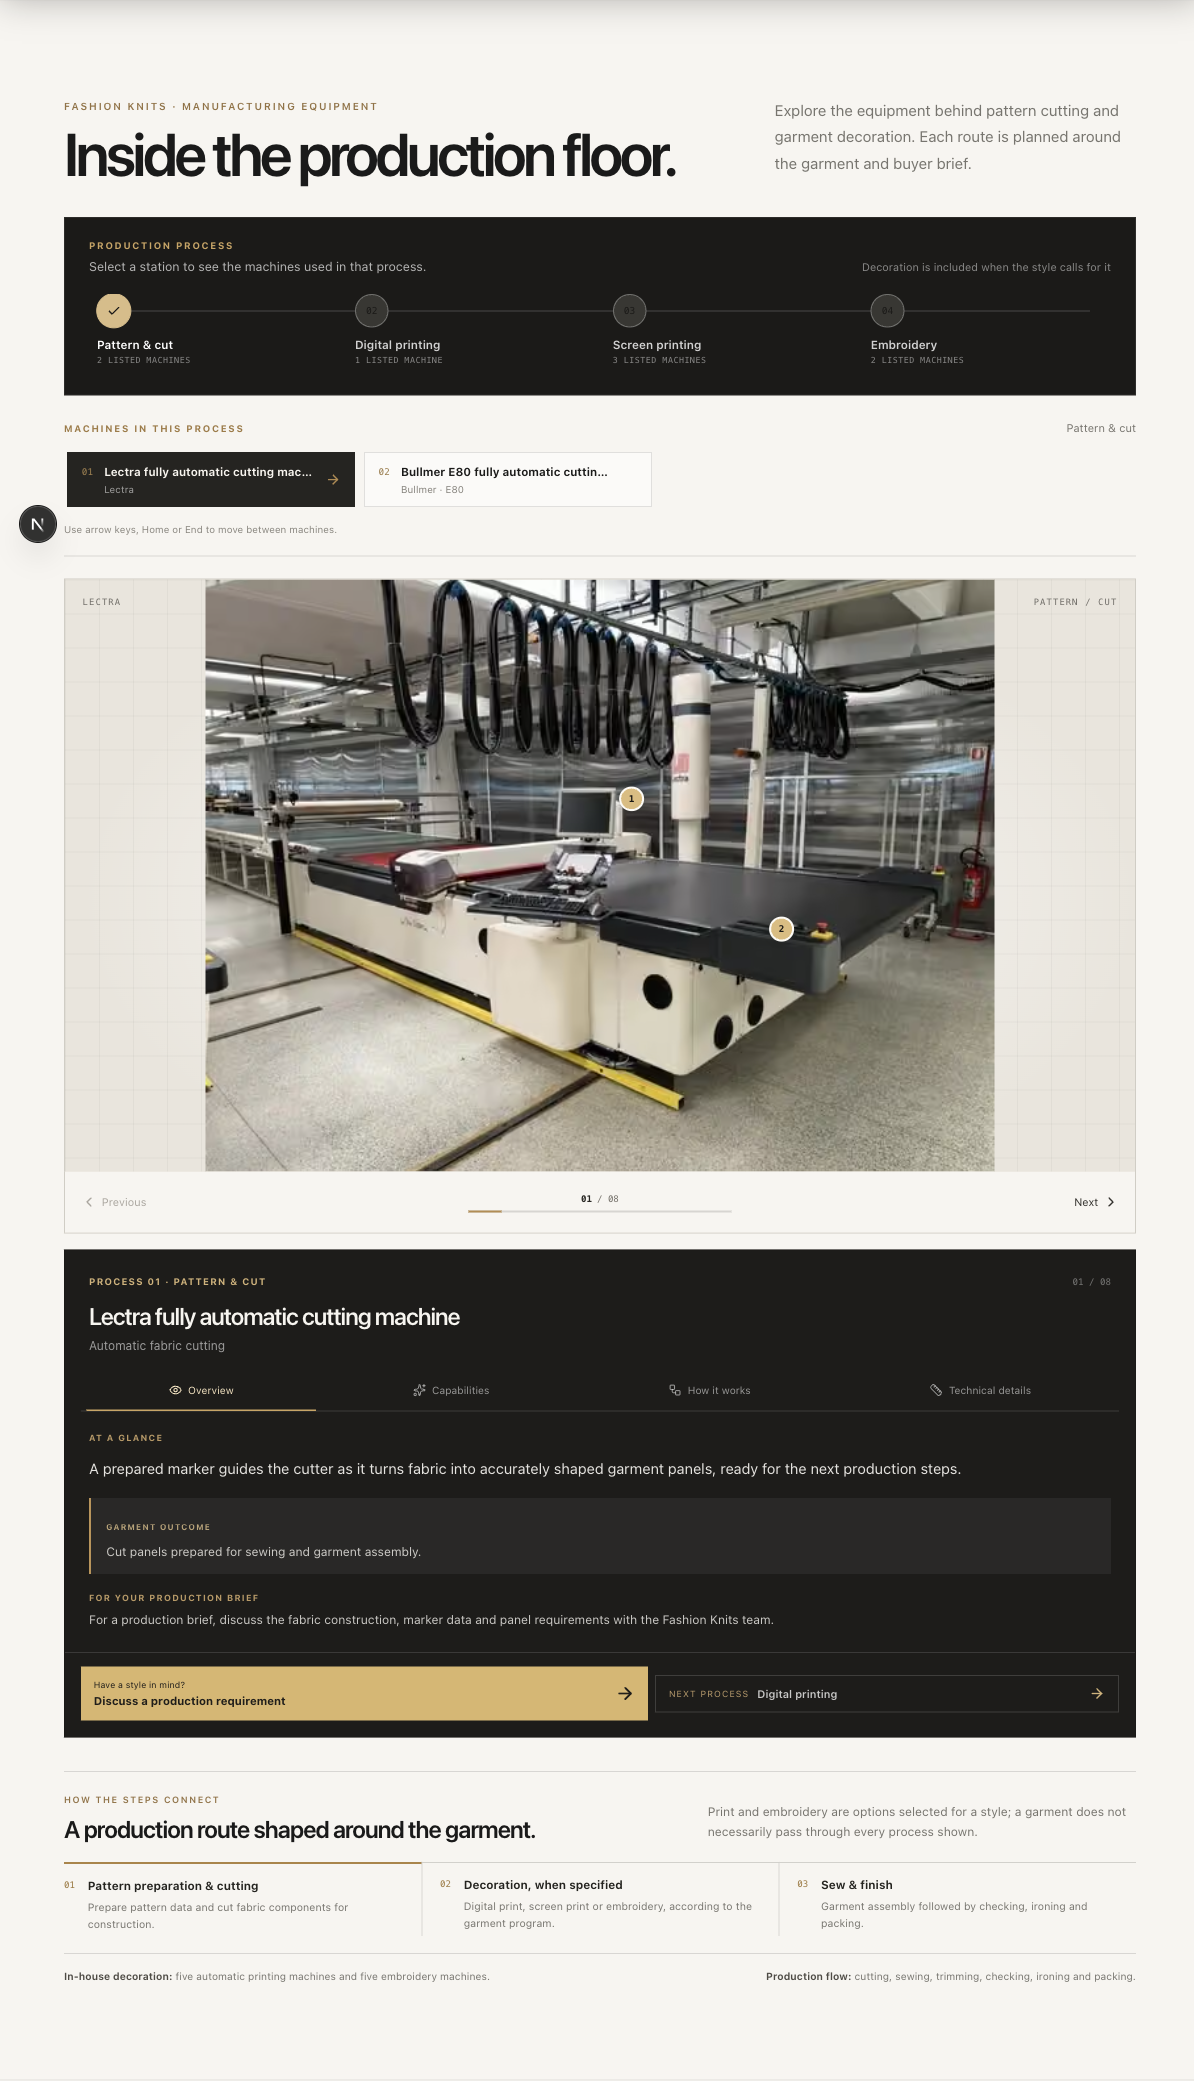 FASHION KNITS · MANUFACTURING EQUIPMENT
Inside the production floor.
Explore the equipment behind pattern cutting and
garment decoration. Each route is planned around
the garment and buyer brief.
PRODUCTION PROCESS
Select a station to see the machines used in that process.
Decoration is included when the style calls for it
02
03
04
Pattern & cut
2 LISTED MACHINES
Digital printing
1 LISTED MACHINE
Screen printing
3 LISTED MACHINES
Embroidery
2 LISTED MACHINES
MACHINES IN THIS PROCESS
Pattern & cut
01 Lectra fully automatic cutting mac...
Lectra
02 Bullmer E80 fully automatic cuttin...
Bullmer · E80
N
Use arrow keys, Home or End to move between machines.
LECTRA
PATTERN / CUT
1
2
Previous
01 / 08
Next
PROCESS 01 · PATTERN & CUT
01 / 08
Lectra fully automatic cutting machine
Automatic fabric cutting
Overview
Capabilities
How it works
Technical details
AT A GLANCE
A prepared marker guides the cutter as it turns fabric into accurately shaped garment panels, ready for the next production steps.
GARMENT OUTCOME
Cut panels prepared for sewing and garment assembly.
FOR YOUR PRODUCTION BRIEF
For a production brief, discuss the fabric construction, marker data and panel requirements with the Fashion Knits team.
Have a style in mind?
Discuss a production requirement
NEXT PROCESS Digital printing
HOW THE STEPS CONNECT
A production route shaped around the garment.
Print and embroidery are options selected for a style; a garment does not
necessarily pass through every process shown.
01 Pattern preparation & cutting
Prepare pattern data and cut fabric components for
construction.
02 Decoration, when specified
Digital print, screen print or embroidery, according to the
garment program.
03 Sew & finish
Garment assembly followed by checking, ironing and
packing.
In-house decoration: five automatic printing machines and five embroidery machines.
Production flow: cutting, sewing, trimming, checking, ironing and packing.